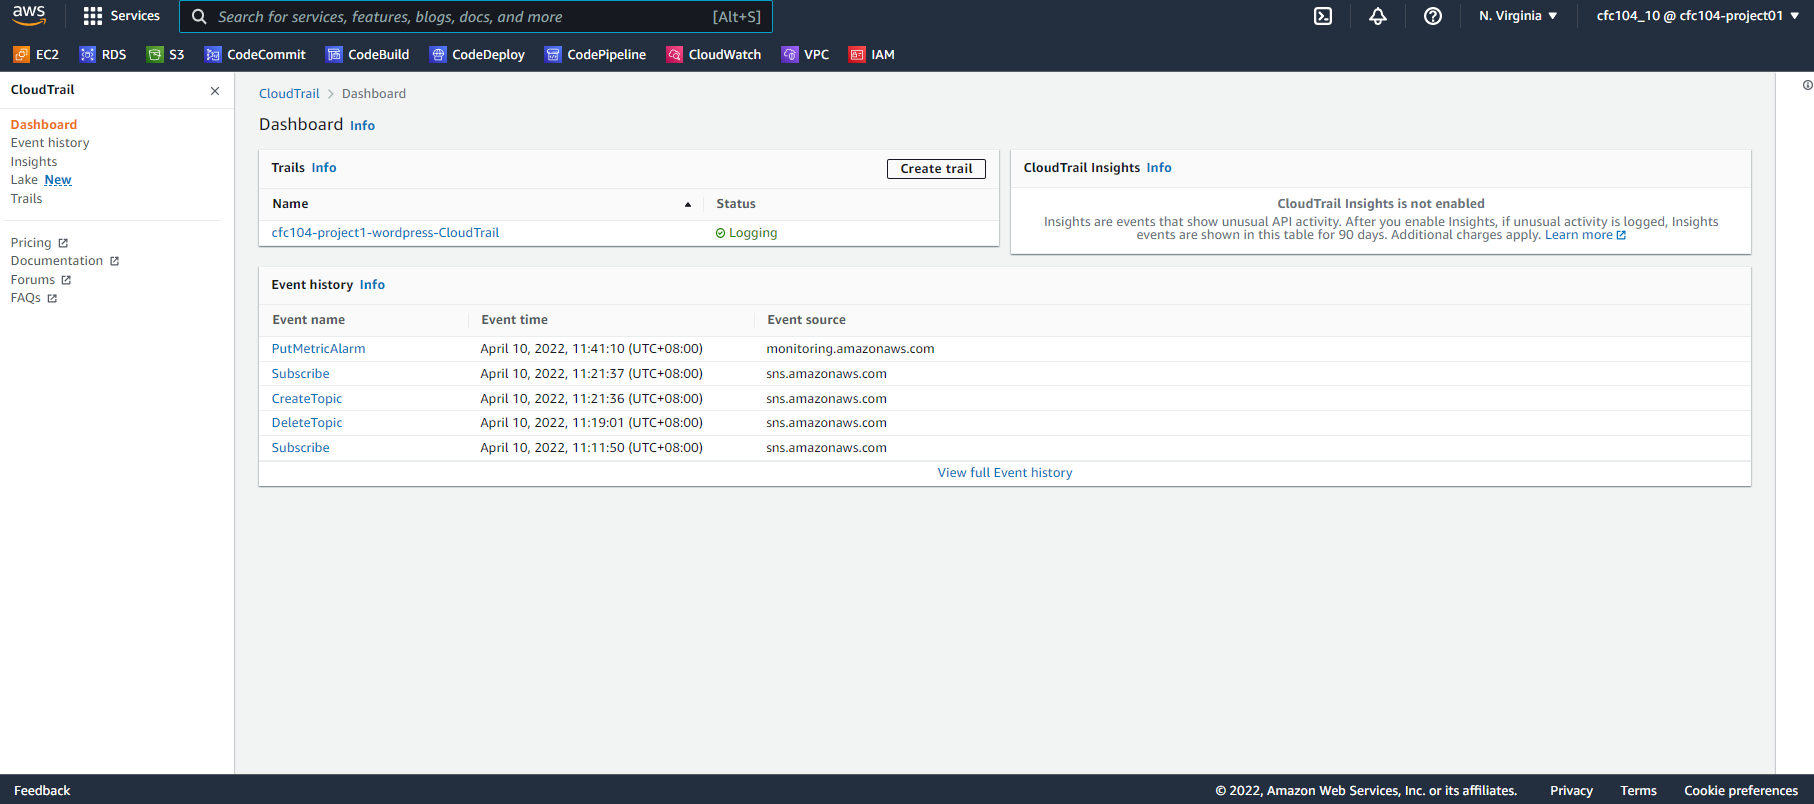 aws Services Search for services, features, blogs, docs, and more [Alt+S] N. Virginia cfc104_10 @ cfc104-project01
EC2 RDS S3 CodeCommit CodeBuild CodeDeploy CodePipeline CloudWatch VPC IAM
CloudTrail
Dashboard
Event history
Insights
Lake New
Trails
Pricing
Documentation
Forums
FAQs
CloudTrail > Dashboard
Dashboard Info
Trails Info Create trail
Name Status
cfc104-project1-wordpress-CloudTrail Logging
CloudTrail Insights Info
CloudTrail Insights is not enabled
Insights are events that show unusual API activity. After you enable Insights, if unusual activity is logged, Insights
events are shown in this table for 90 days. Additional charges apply. Learn more
Event history Info
Event name Event time Event source
PutMetricAlarm April 10, 2022, 11:41:10 (UTC+08:00) monitoring.amazonaws.com
Subscribe April 10, 2022, 11:21:37 (UTC+08:00) sns.amazonaws.com
CreateTopic April 10, 2022, 11:21:36 (UTC+08:00) sns.amazonaws.com
DeleteTopic April 10, 2022, 11:19:01 (UTC+08:00) sns.amazonaws.com
Subscribe April 10, 2022, 11:11:50 (UTC+08:00) sns.amazonaws.com
View full Event history
Feedback © 2022, Amazon Web Services, Inc. or its affiliates. Privacy Terms Cookie preferences